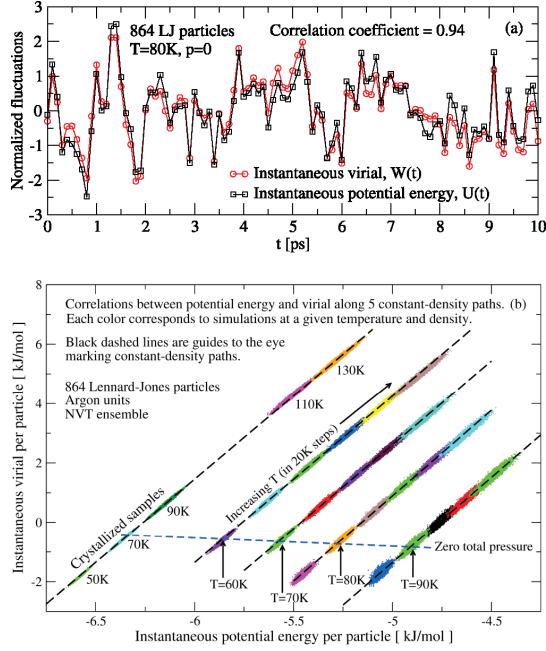 864 LJ particles
T=80K, p=0
Correlation coefficient = 0.94
(a)
Normalized fluctuations
3
2
1
0
-1
-2
-3
Instantaneous virial, W(t)
Instantaneous potential energy, U(t)
0 1 2 3 4 5 6 7 8 9 10
t [ps]
Correlations between potential energy and virial along 5 constant-density paths. (b)
Each color corresponds to simulations at a given temperature and density.
Black dashed lines are guides to the eye
marking constant-density paths.
864 Lennard-Jones particles
Argon units
NVT ensemble
Instantaneous virial per particle [ kJ/mol ]
8
6
4
2
0
-2
130K
110K
Increasing T (in 20K steps)
Crystallized samples
90K
70K
50K
Zero total pressure
T=60K
T=70K
T=80K
T=90K
-6.5 -6 -5.5 -5 -4.5
Instantaneous potential energy per particle [ kJ/mol ]